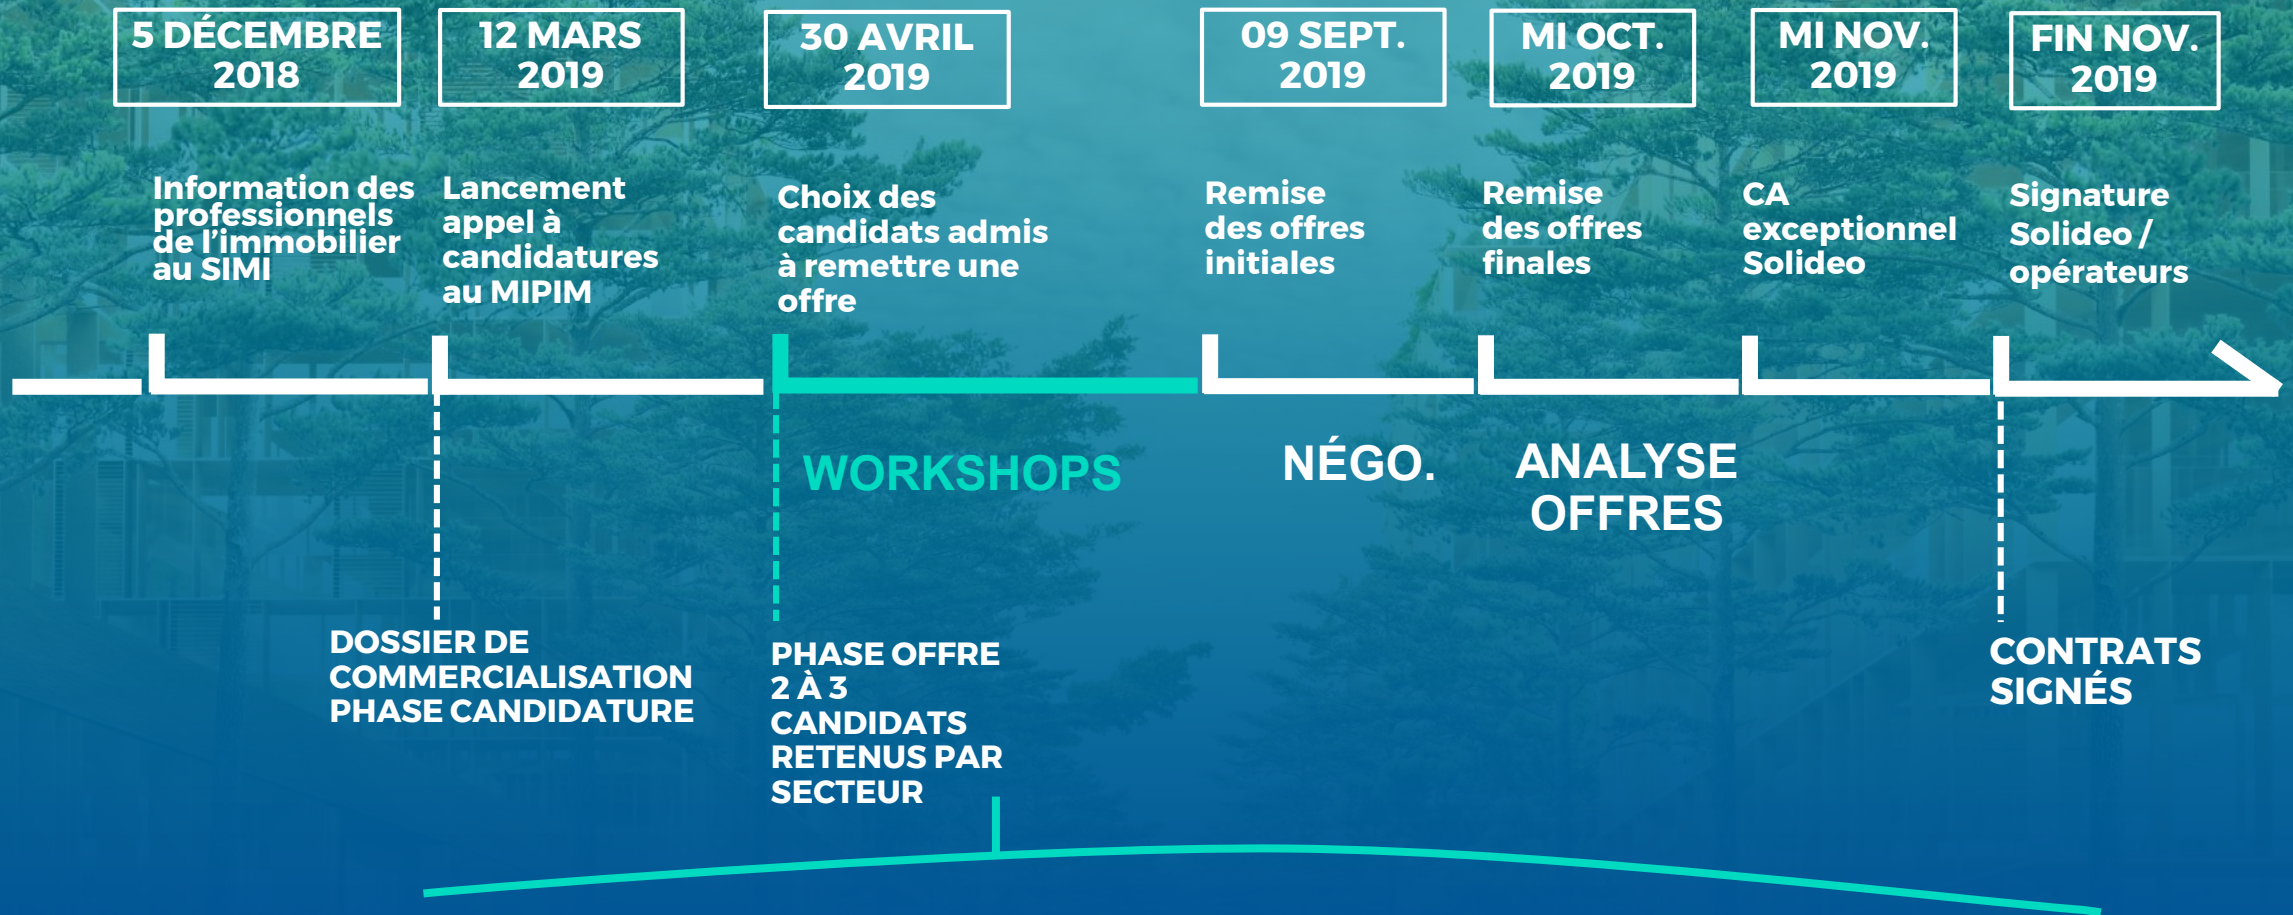 5 DÉCEMBRE
2018
12 MARS
2019
30 AVRIL
2019
09 SEPT.
2019
MI OCT.
2019
MI NOV.
2019
FIN NOV.
2019
Information des
professionnels
de l’immobilier
au SIMI
Lancement
appel à
candidatures
au MIPIM
Choix des
candidats admis
à remettre une
offre
Remise
des offres
initiales
Remise
des offres
finales
CA
exceptionnel
Solideo
Signature
Solideo /
opérateurs
WORKSHOPS
NÉGO.
ANALYSE
OFFRES
DOSSIER DE
COMMERCIALISATION
PHASE CANDIDATURE
PHASE OFFRE
2 À 3
CANDIDATS
RETENUS PAR
SECTEUR
CONTRATS
SIGNÉS